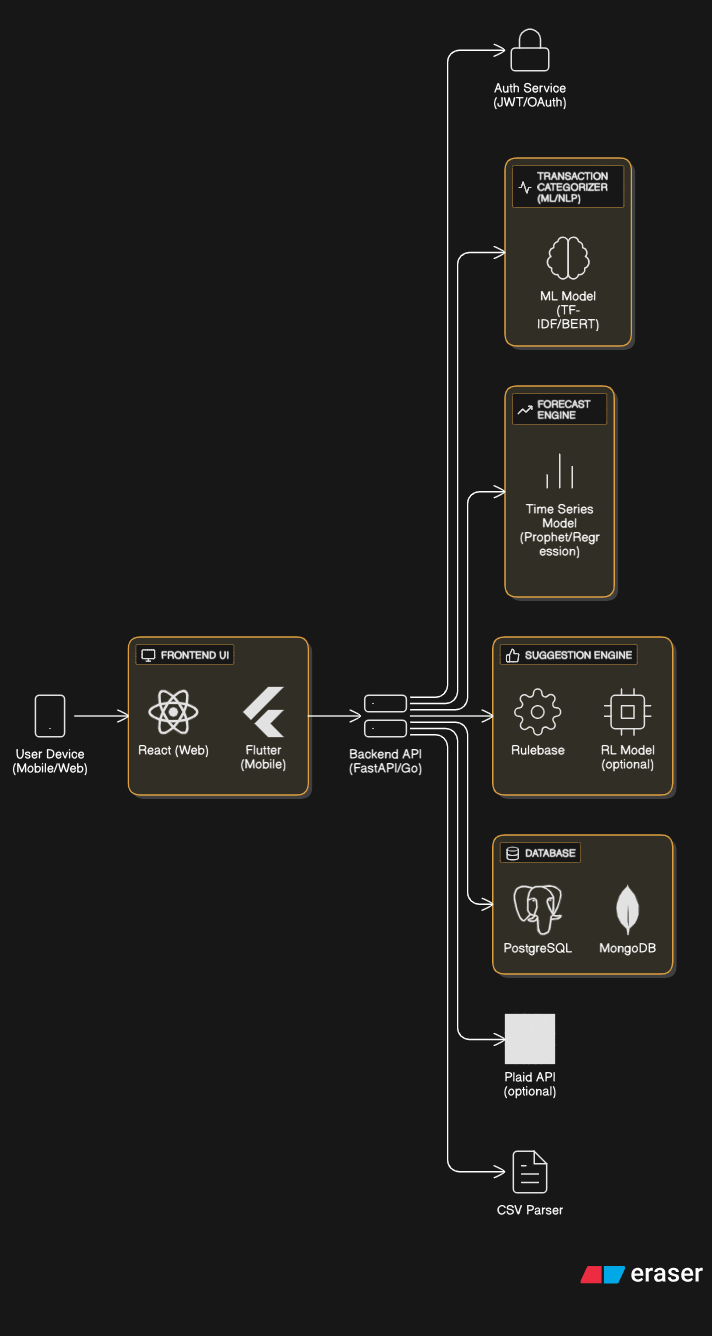 Auth Service
(JWT/OAuth)
TRANSACTION
CATEGORIZER
(ML/NLP)
ML Model
(TF-
IDF/BERT)
FORECAST
ENGINE
Time Series
Model
(Prophet/Regr
ession)
FRONTEND UI
SUGGESTION ENGINE
User Device
(Mobile/Web)
React (Web)
Flutter
(Mobile)
Backend API
(FastAPI/Go)
Rulebase
RL Model
(optional)
DATABASE
PostgreSQL
MongoDB
Plaid API
(optional)
CSV Parser
eraser